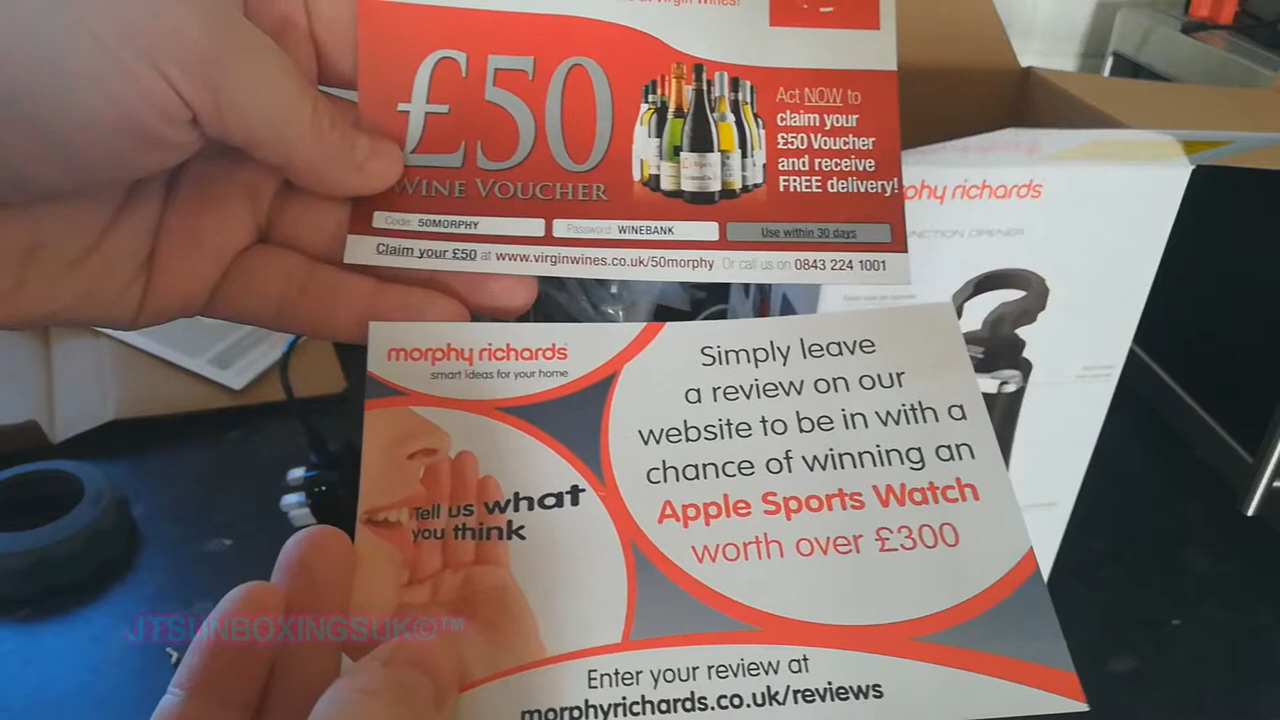 at Virgin Wines!
£50
WINE VOUCHER
Act NOW to
claim your
£50 Voucher
and receive
FREE delivery!
Code: 50MORPHY
Password: WINEBANK
Use within 30 days
Claim your £50 at www.virginwines.co.uk/50morphy Or call us on 0843 224 1001
phy richards
morphy richards
smart ideas for your home
Simply leave
a review on our
website to be in with a
chance of winning an
Apple Sports Watch
worth over £300
Tell us what
you think
Enter your review at
morphyrichards.co.uk/reviews
JTSUNBOXINGSUK©™